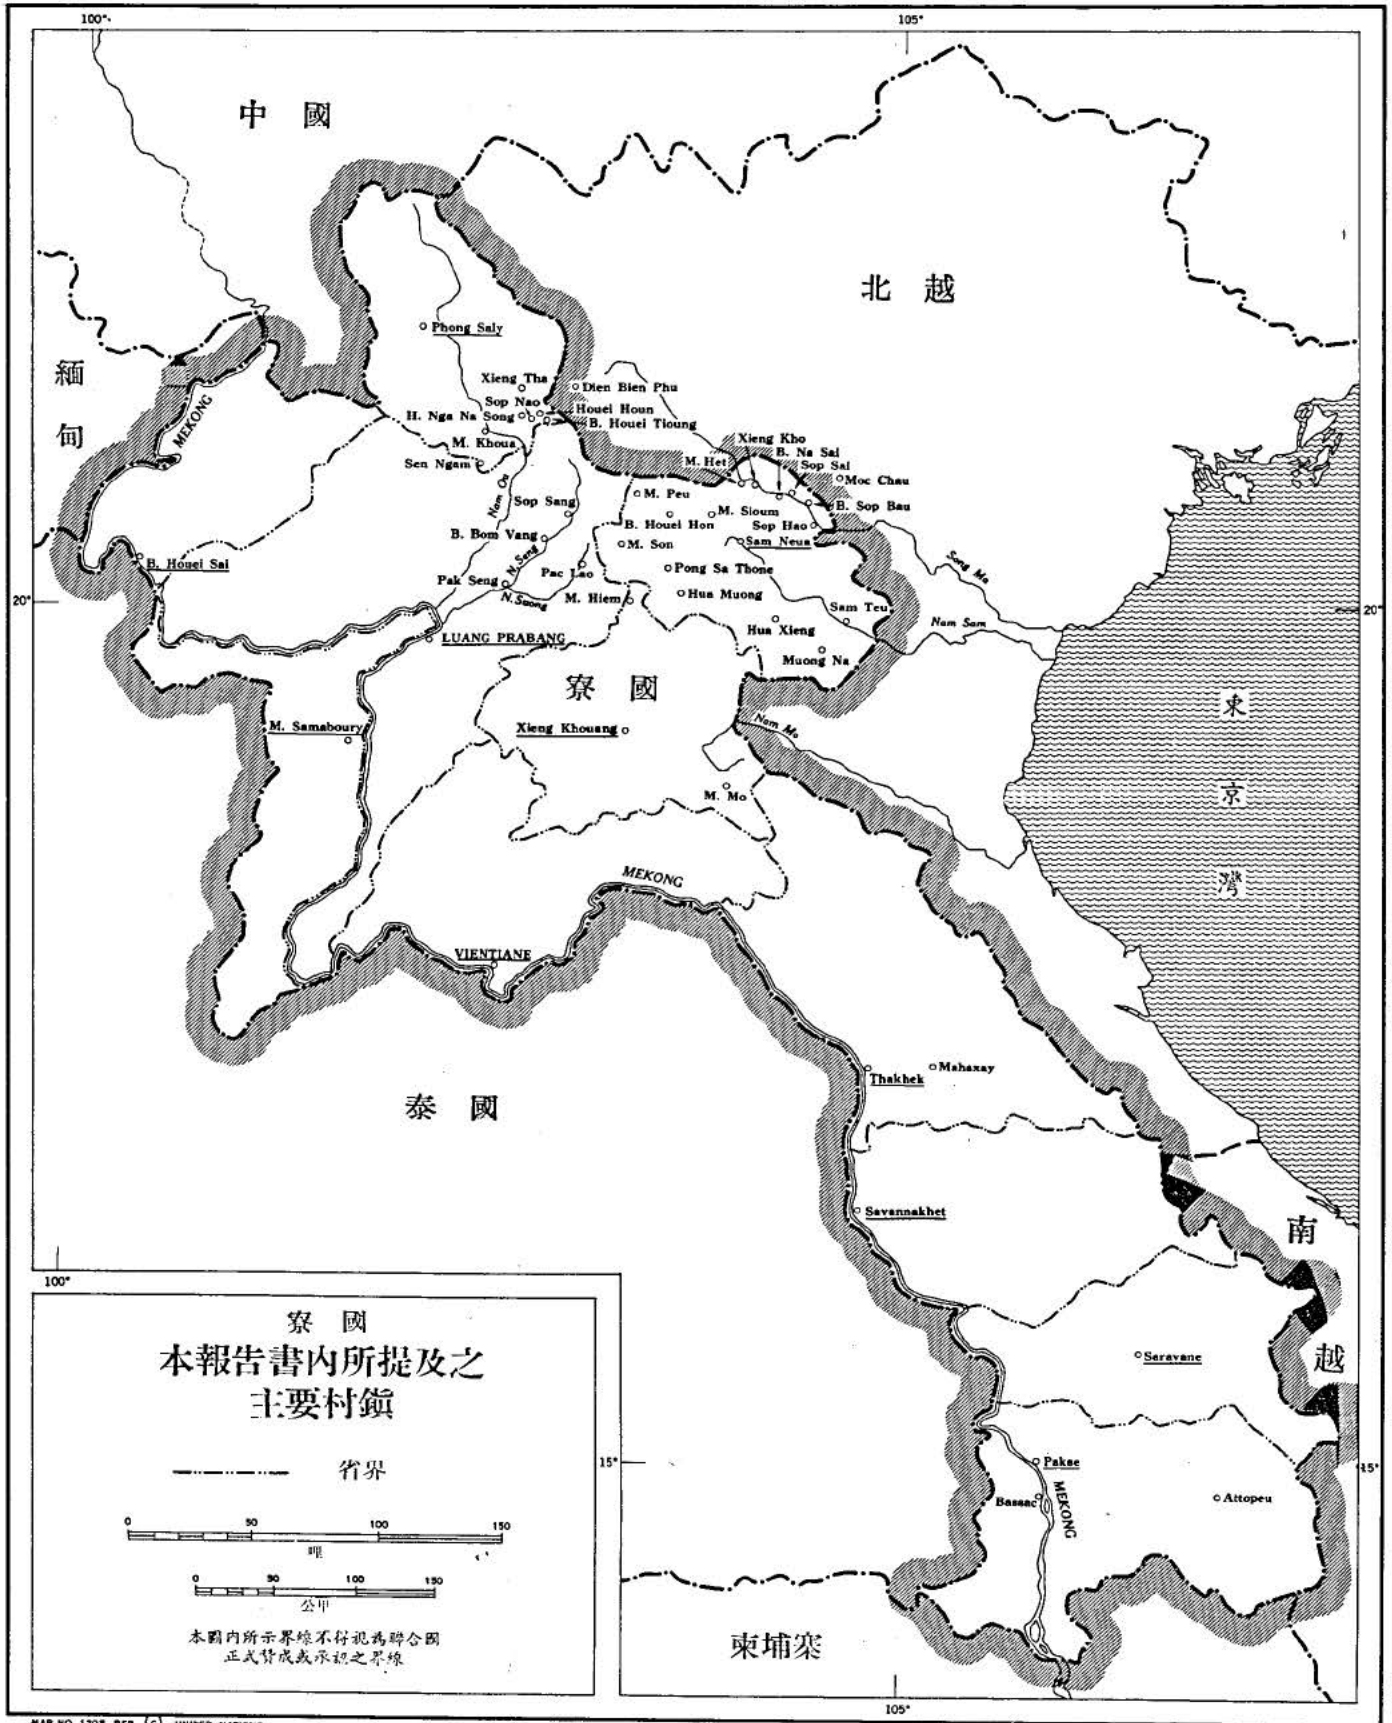 100°
105°
中 國
北 越
緬甸
Phong Saly
MEKONG
Xieng Tha
Dien Bien Phu
Sop Nao
Houei Houn
H. Nga Na Song
B. Houei Tioung
M. Khoua
Xieng Kho
B. Na Sai
Sen Ngam
M. Het
Sop Sai
Moc Chau
Nam Ou
M. Peu
B. Sop Bau
Sop Sang
B. Houei Hon
M. Sioum
Sop Hao
B. Bom Vang
M. Son
Sam Neua
B. Houei Sai
N. Seng
Song Ma
Pak Seng
Pac Lao
Pong Sa Thone
20°
N. Suong
M. Hiem
Hua Muong
Sam Teu
20°
LUANG PRABANG
Hua Xieng
Nam Sam
Muong Na
寮 國
東京灣
M. Samaboury
Xieng Khouang
Nam Mo
M. Mo
MEKONG
VIENTIANE
泰 國
Thakhek
Mahaxay
Savannakhet
南越
100°
Saravane
15°
Pakse
15°
Bassac
MEKONG
Attopeu
柬埔寨
105°
寮 國
本報告書內所提及之
主要村鎮
省界
0 50 100 150
哩
0 50 100 150
公里
本圖內所示界線不得視為聯合國
正式贊成或承認之界線
UNITED NATIONS